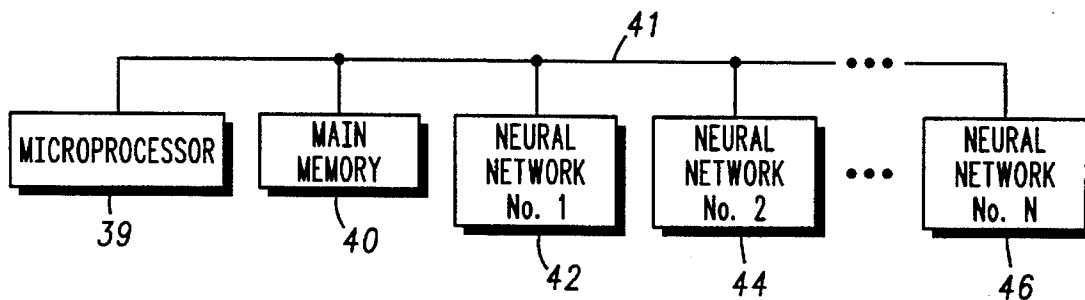 41
•••
MICROPROCESSOR
MAIN
MEMORY
NEURAL
NETWORK
No. 1
NEURAL
NETWORK
No. 2
•••
NEURAL
NETWORK
No. N
39
40
42
44
46